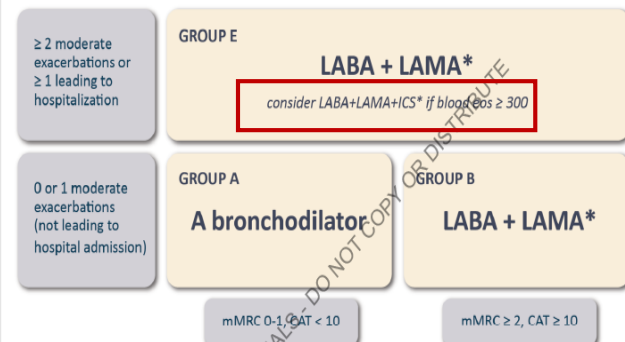 ≥ 2 moderate
exacerbations or
≥ 1 leading to
hospitalization
GROUP E
LABA + LAMA*
consider LABA+LAMA+ICS* if blood eos ≥ 300
0 or 1 moderate
exacerbations
(not leading to
hospital admission)
GROUP A
A bronchodilator
GROUP B
LABA + LAMA*
mMRC 0-1, CAT < 10
mMRC ≥ 2, CAT ≥ 10
DO NOT COPY OR DISTRIBUTE